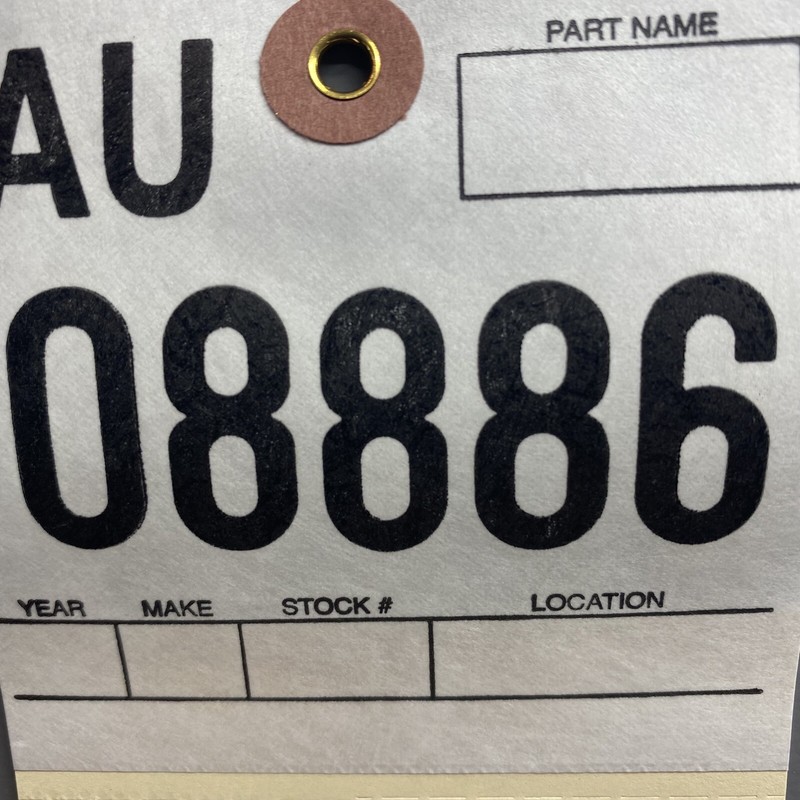 AU
PART NAME
08886
YEAR MAKE STOCK # LOCATION